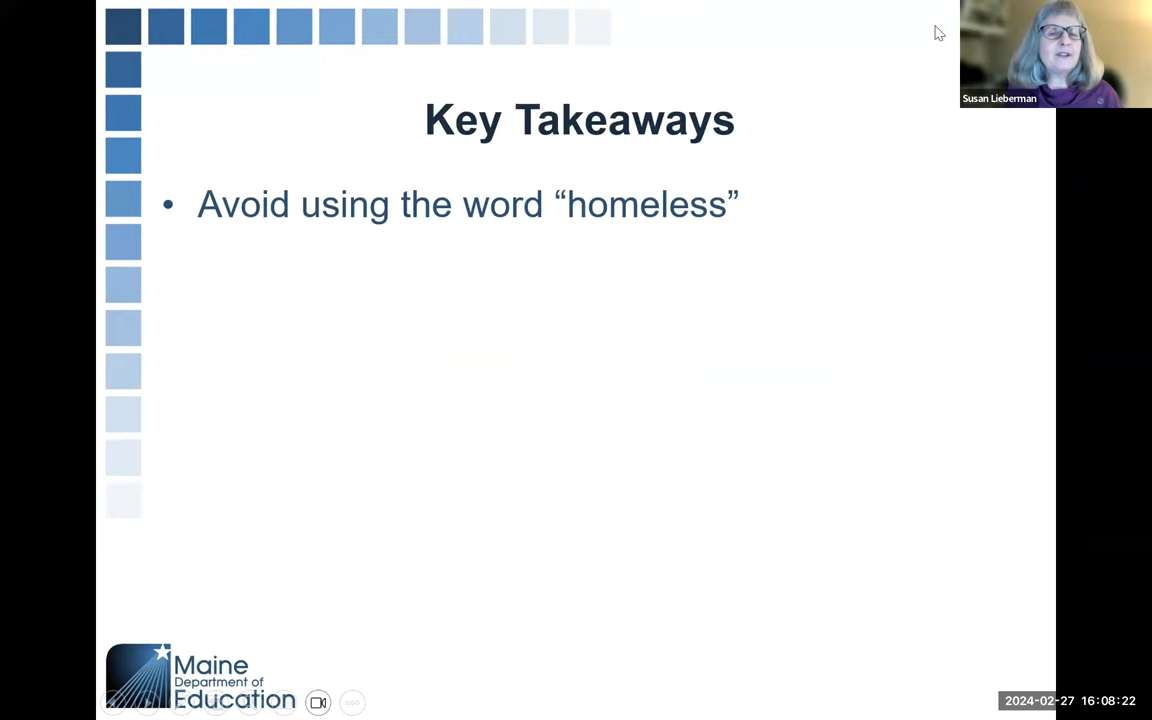 Susan Lieberman
Key Takeaways
• Avoid using the word “homeless”
Maine
Department of
Education
2024-02-27 16:08:22